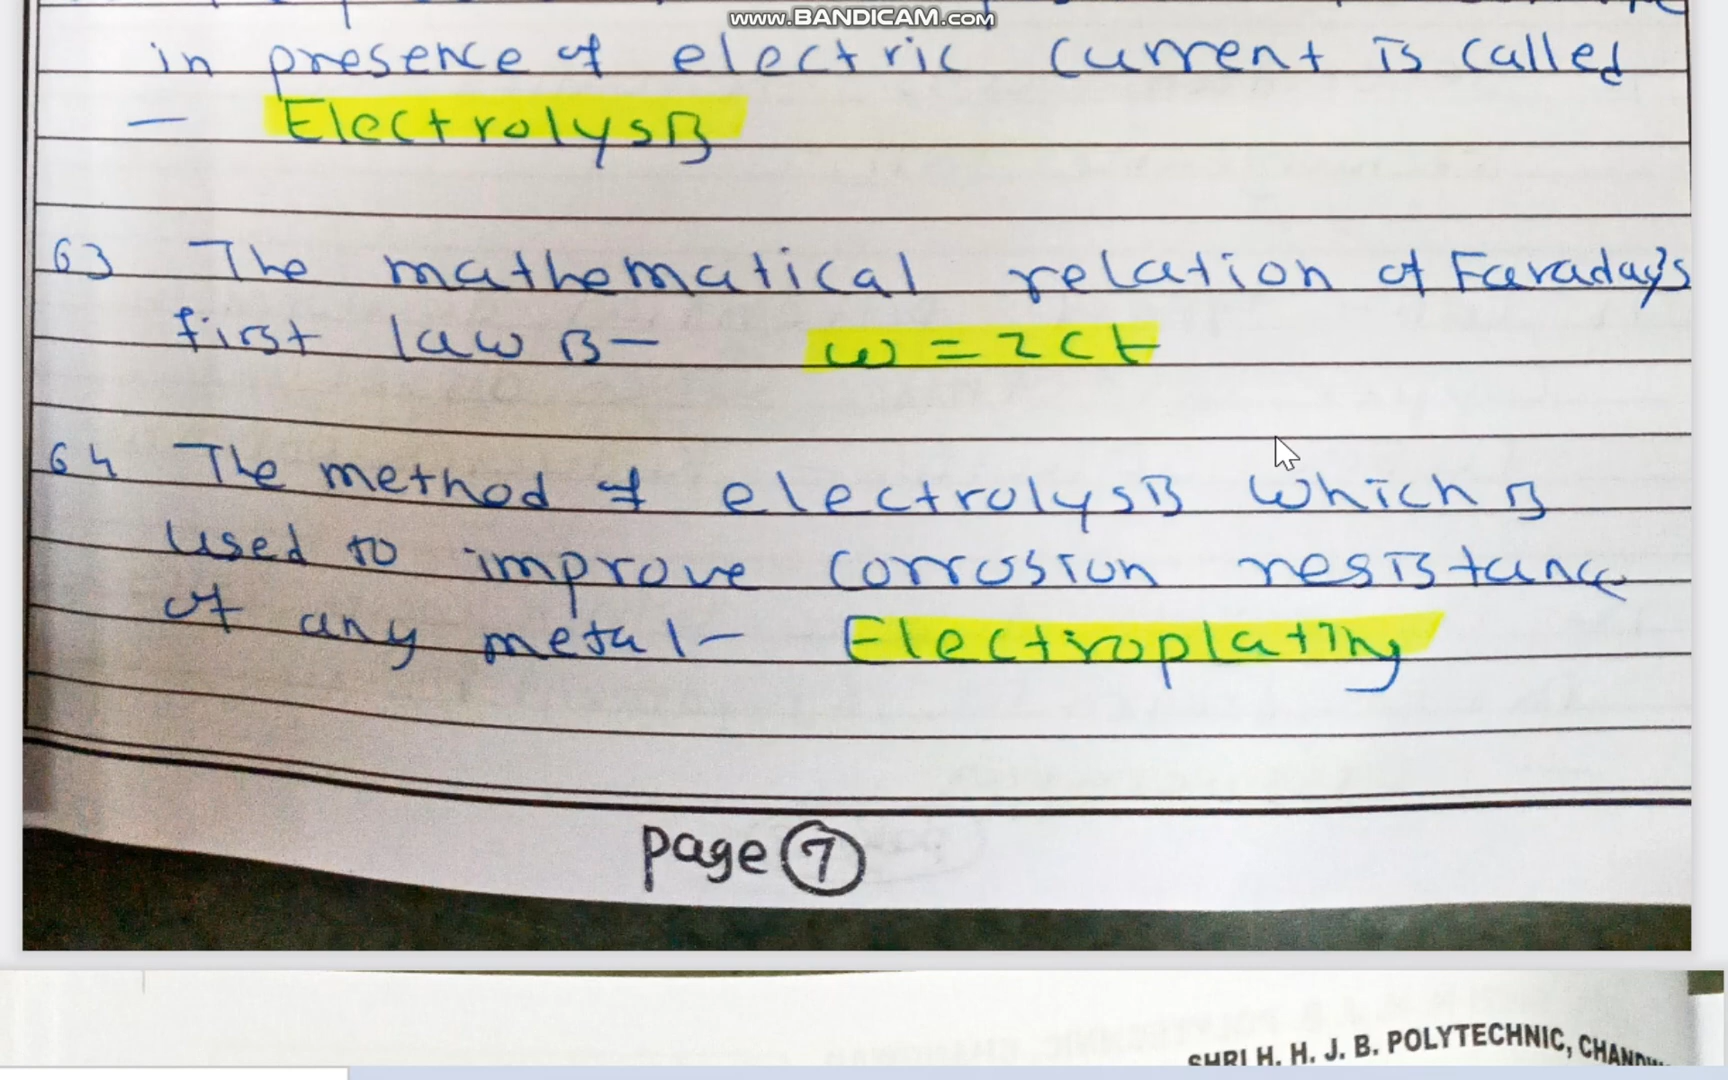 www.BANDICAM.com
in presence of electric current is called
— Electrolysis
63 The mathematical relation of Faraday's
first law is — w = zct
64 The method of electrolysis which is
used to improve corrosion resistance
of any metal — Electroplating
page 7
SHRI H. H. J. B. POLYTECHNIC,